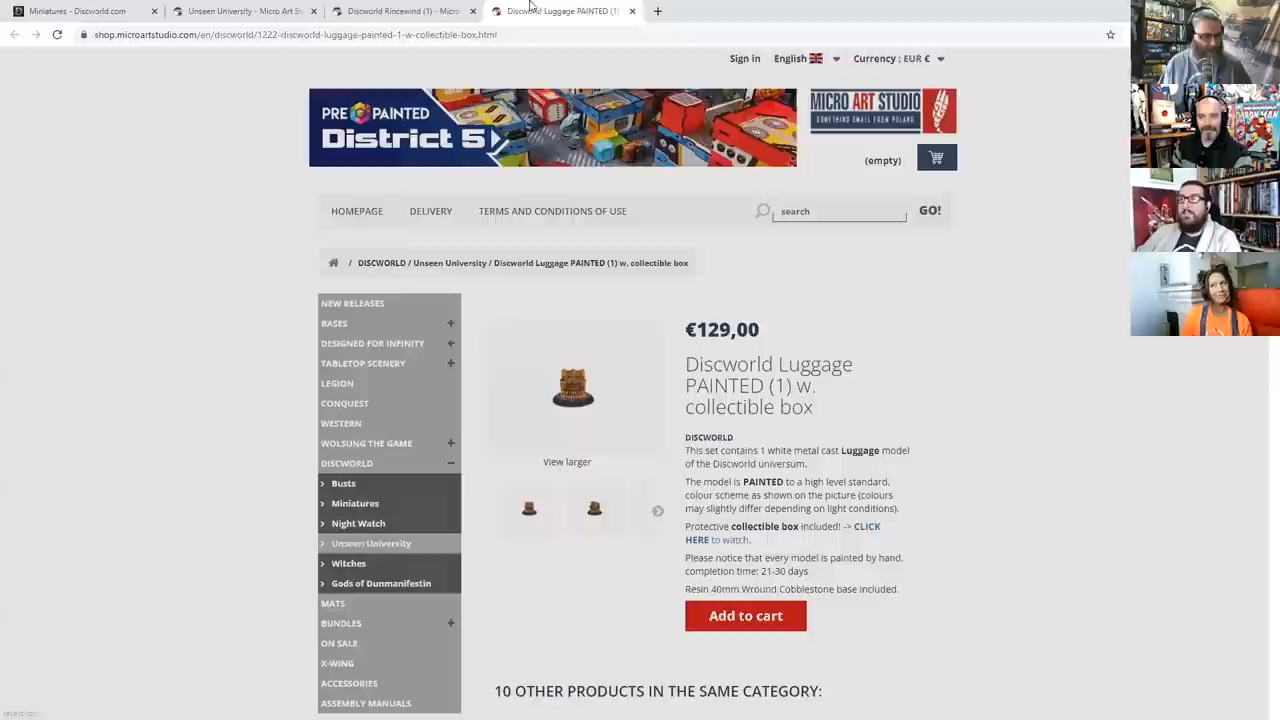 Miniatures - Discworld.com
Unseen University - Micro Art St
Discworld Rincewind (1) - Micro
Discworld Luggage PAINTED (1)
shop.microartstudio.com/en/discworld/1222-discworld-luggage-painted-1-w-collectible-box.html
Sign in
English
Currency : EUR €
PRE PAINTED
District 5
MICRO ART STUDIO
SOMETHING SMALL FROM POLAND
(empty)
HOMEPAGE
DELIVERY
TERMS AND CONDITIONS OF USE
search
GO!
/ DISCWORLD / Unseen University / Discworld Luggage PAINTED (1) w. collectible box
NEW RELEASES
BASES
DESIGNED FOR INFINITY
TABLETOP SCENERY
LEGION
CONQUEST
WESTERN
WOLSUNG THE GAME
DISCWORLD
Busts
Miniatures
Night Watch
Unseen University
Witches
Gods of Dunmanifestin
MATS
BUNDLES
ON SALE
X-WING
ACCESSORIES
ASSEMBLY MANUALS
View larger
€129,00
Discworld Luggage
PAINTED (1) w.
collectible box
DISCWORLD
This set contains 1 white metal cast Luggage model
of the Discworld universum.
The model is PAINTED to a high level standard,
colour scheme as shown on the picture (colours
may slightly differ depending on light conditions).
Protective collectible box included! -> CLICK
HERE to watch.
Please notice that every model is painted by hand,
completion time: 21-30 days
Resin 40mm Wround Cobblestone base included.
Add to cart
10 OTHER PRODUCTS IN THE SAME CATEGORY:
IRON MAN